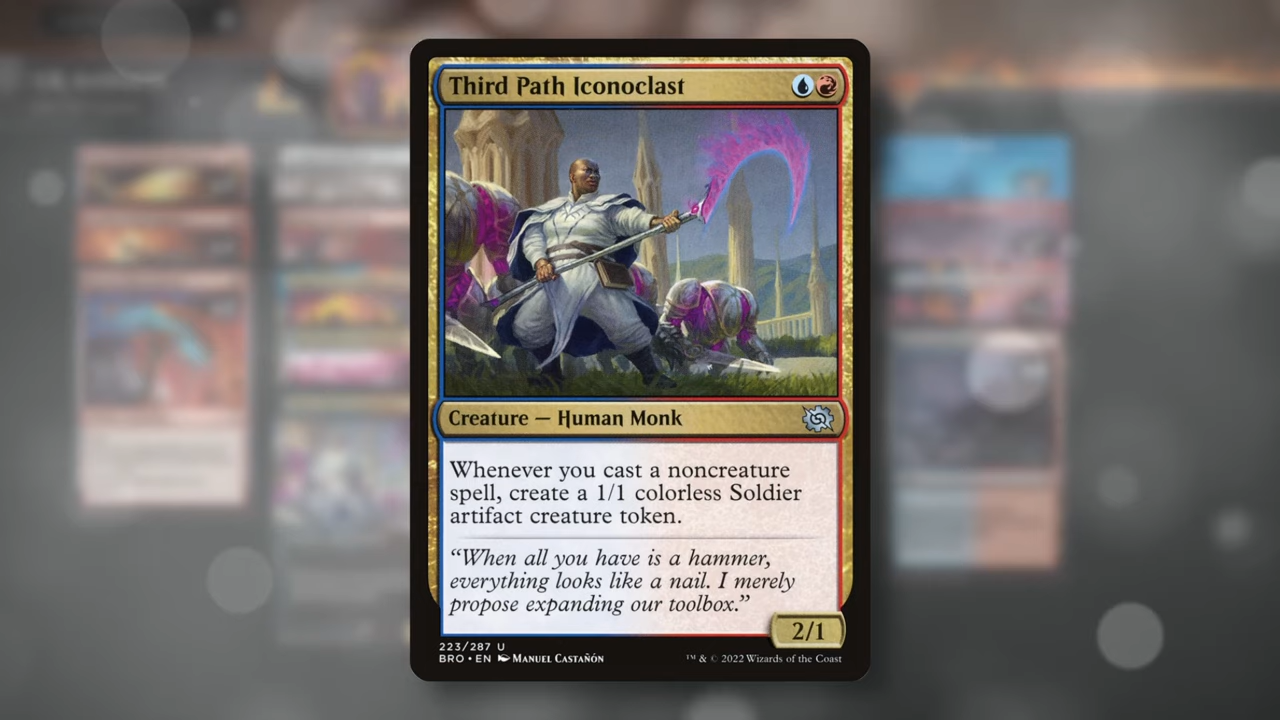 Third Path Iconoclast
Creature — Human Monk
Whenever you cast a noncreature
spell, create a 1/1 colorless Soldier
artifact creature token.
“When all you have is a hammer,
everything looks like a nail. I merely
propose expanding our toolbox.”
2/1
223/287 U
BRO • EN Manuel Castañón
™ & © 2022 Wizards of the Coast